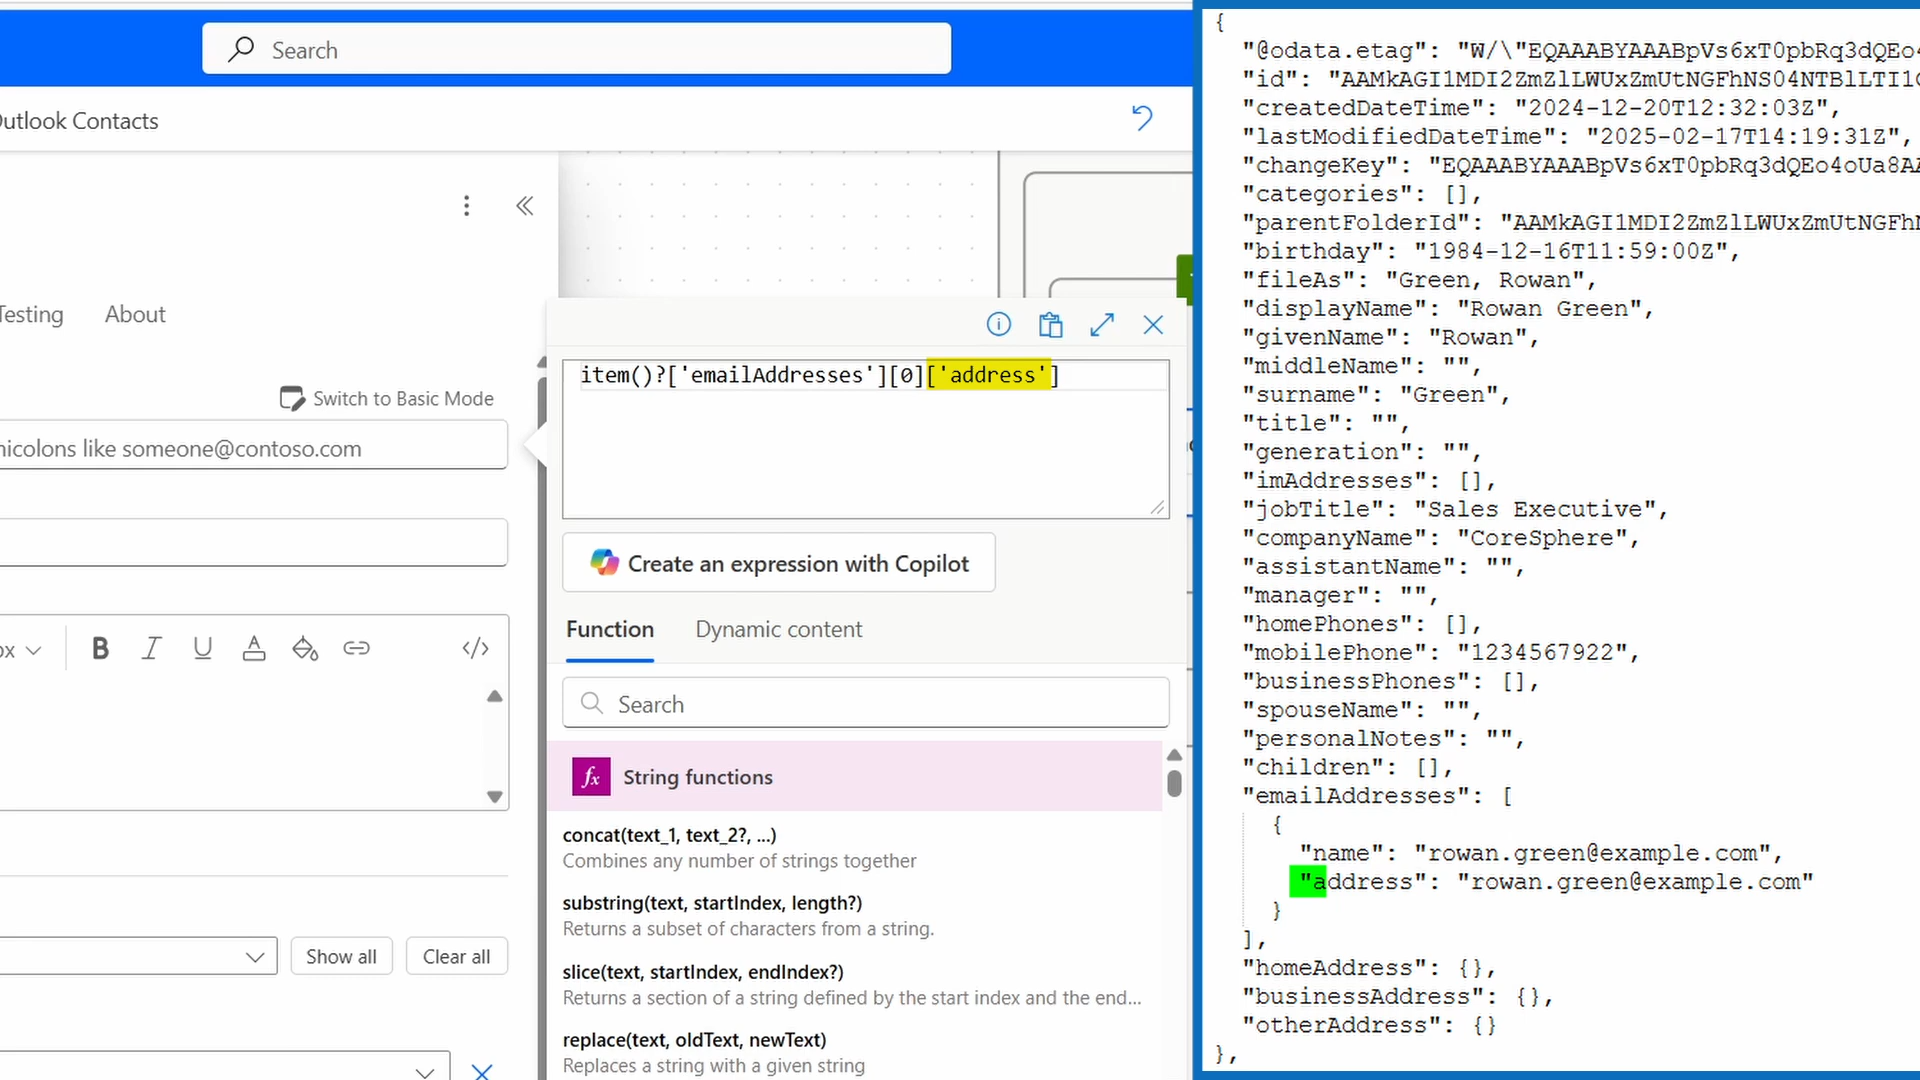 Search
Outlook Contacts
Testing
About
Switch to Basic Mode
micolons like someone@contoso.com
px
Show all
Clear all
item()?['emailAddresses'][0]['address']
Create an expression with Copilot
Function
Dynamic content
Search
fx String functions
concat(text_1, text_2?, ...)
Combines any number of strings together
substring(text, startIndex, length?)
Returns a subset of characters from a string.
slice(text, startIndex, endIndex?)
Returns a section of a string defined by the start index and the end...
replace(text, oldText, newText)
Replaces a string with a given string
{
"@odata.etag": "W/\"EQAAABYAAABpVs6xT0pbRq3dQEo4
"id": "AAMkAGI1MDI2ZmZlLWUxZmUtNGFhNS04NTBlLTI1
"createdDateTime": "2024-12-20T12:32:03Z",
"lastModifiedDateTime": "2025-02-17T14:19:31Z",
"changeKey": "EQAAABYAAABpVs6xT0pbRq3dQEo4oUa8AA
"categories": [],
"parentFolderId": "AAMkAGI1MDI2ZmZlLWUxZmUtNGFh
"birthday": "1984-12-16T11:59:00Z",
"fileAs": "Green, Rowan",
"displayName": "Rowan Green",
"givenName": "Rowan",
"middleName": "",
"surname": "Green",
"title": "",
"generation": "",
"imAddresses": [],
"jobTitle": "Sales Executive",
"companyName": "CoreSphere",
"assistantName": "",
"manager": "",
"homePhones": [],
"mobilePhone": "1234567922",
"businessPhones": [],
"spouseName": "",
"personalNotes": "",
"children": [],
"emailAddresses": [
{
"name": "rowan.green@example.com",
"address": "rowan.green@example.com"
}
],
"homeAddress": {},
"businessAddress": {},
"otherAddress": {}
},